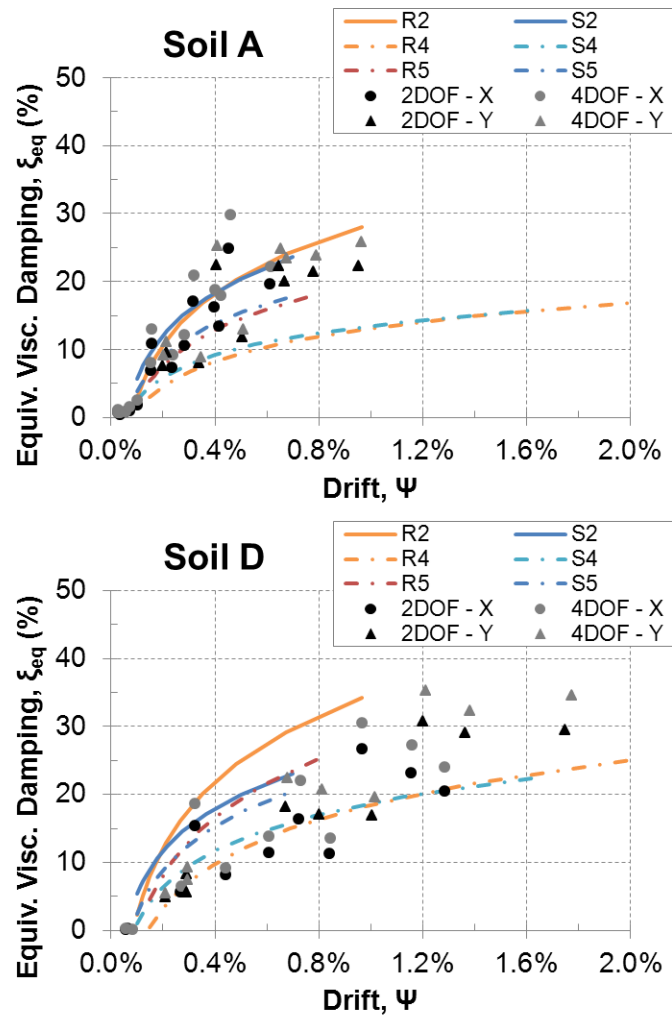 Soil A
R2 S2
R4 S4
R5 S5
2DOF - X 4DOF - X
2DOF - Y 4DOF - Y
Equiv. Visc. Damping, ξeq (%)
50
40
30
20
10
0
0.0% 0.4% 0.8% 1.2% 1.6% 2.0%
Drift, Ψ
Soil D
R2 S2
R4 S4
R5 S5
2DOF - X 4DOF - X
2DOF - Y 4DOF - Y
Equiv. Visc. Damping, ξeq (%)
50
40
30
20
10
0
0.0% 0.4% 0.8% 1.2% 1.6% 2.0%
Drift, Ψ